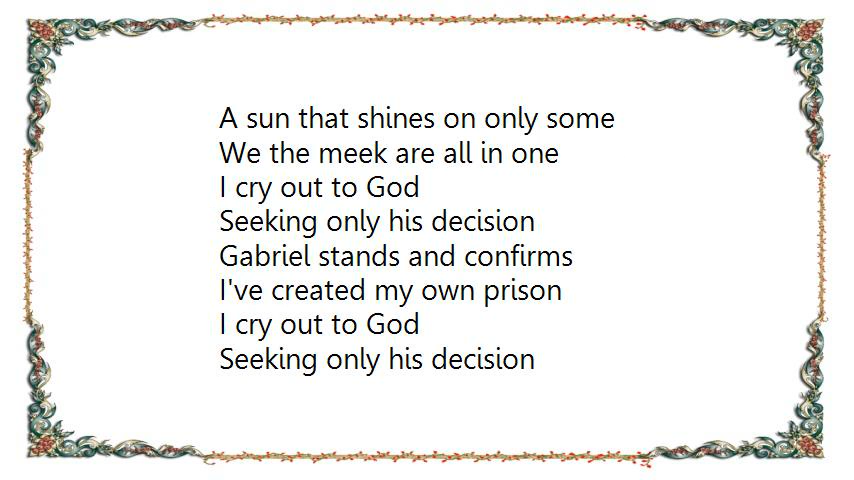 A sun that shines on only some
We the meek are all in one
I cry out to God
Seeking only his decision
Gabriel stands and confirms
I've created my own prison
I cry out to God
Seeking only his decision